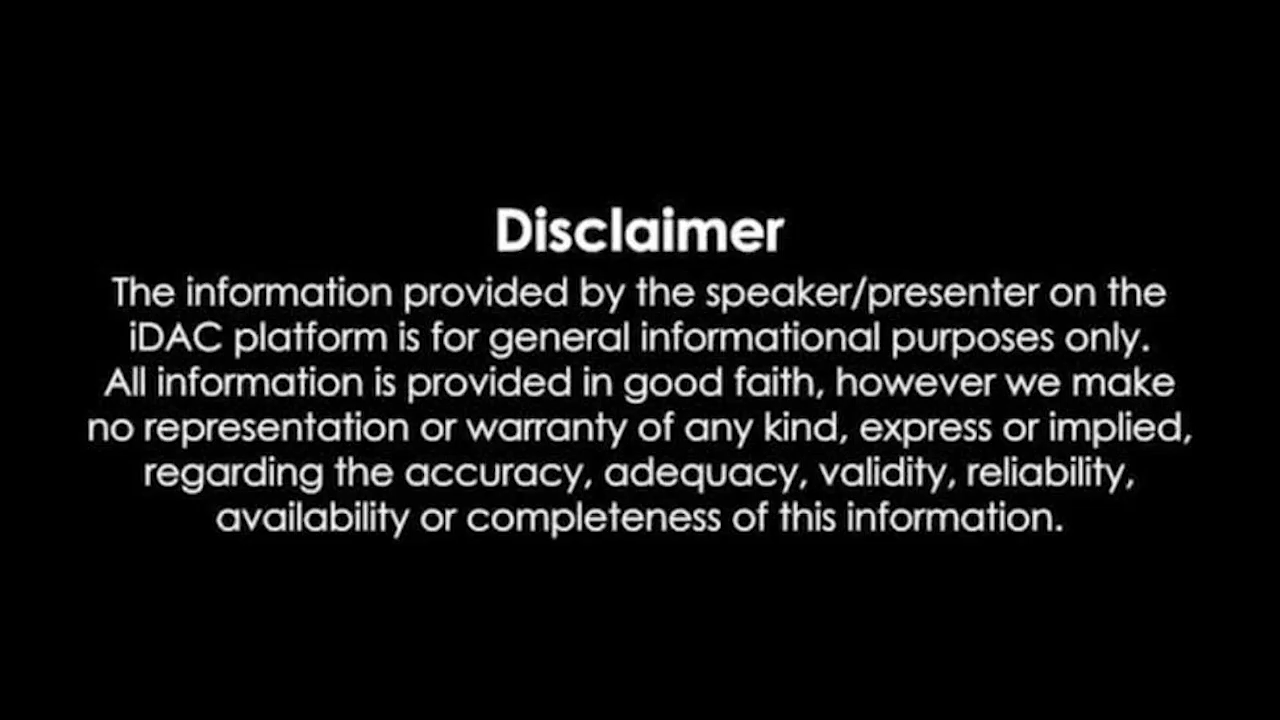 Disclaimer
The information provided by the speaker/presenter on the
iDAC platform is for general informational purposes only.
All information is provided in good faith, however we make
no representation or warranty of any kind, express or implied,
regarding the accuracy, adequacy, validity, reliability,
availability or completeness of this information.